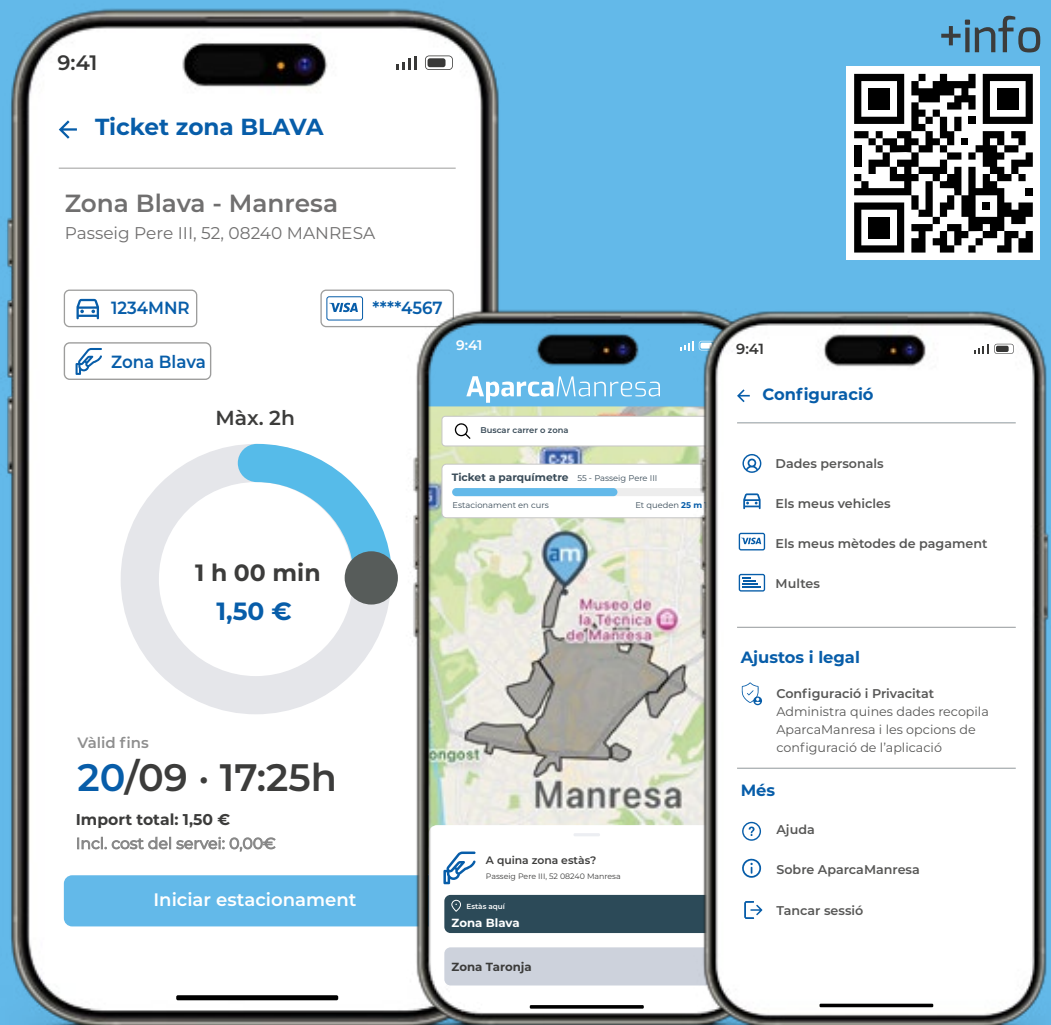 +info
9:41
Ticket zona BLAVA
Zona Blava - Manresa
Passeig Pere III, 52, 08240 MANRESA
1234MNR
VISA ****4567
Zona Blava
Màx. 2h
1 h 00 min
1,50 €
Vàlid fins
20/09 · 17:25h
Import total: 1,50 €
Incl. cost del servei: 0,00€
Iniciar estacionament
9:41
AparcaManresa
Buscar carrer o zona
C-25
Ticket a parquímetre 55 - Passeig Pere III
Estacionament en curs Et queden 25 m
am
Museo de
la Técnica
de Manresa
ongost
Manresa
A quina zona estàs?
Passeig Pere III, 52 08240 Manresa
Estàs aquí
Zona Blava
Zona Taronja
9:41
Configuració
Dades personals
Els meus vehicles
VISA Els meus mètodes de pagament
Multes
Ajustos i legal
Configuració i Privacitat
Administra quines dades recopila
AparcaManresa i les opcions de
configuració de l'aplicació
Més
Ajuda
Sobre AparcaManresa
Tancar sessió